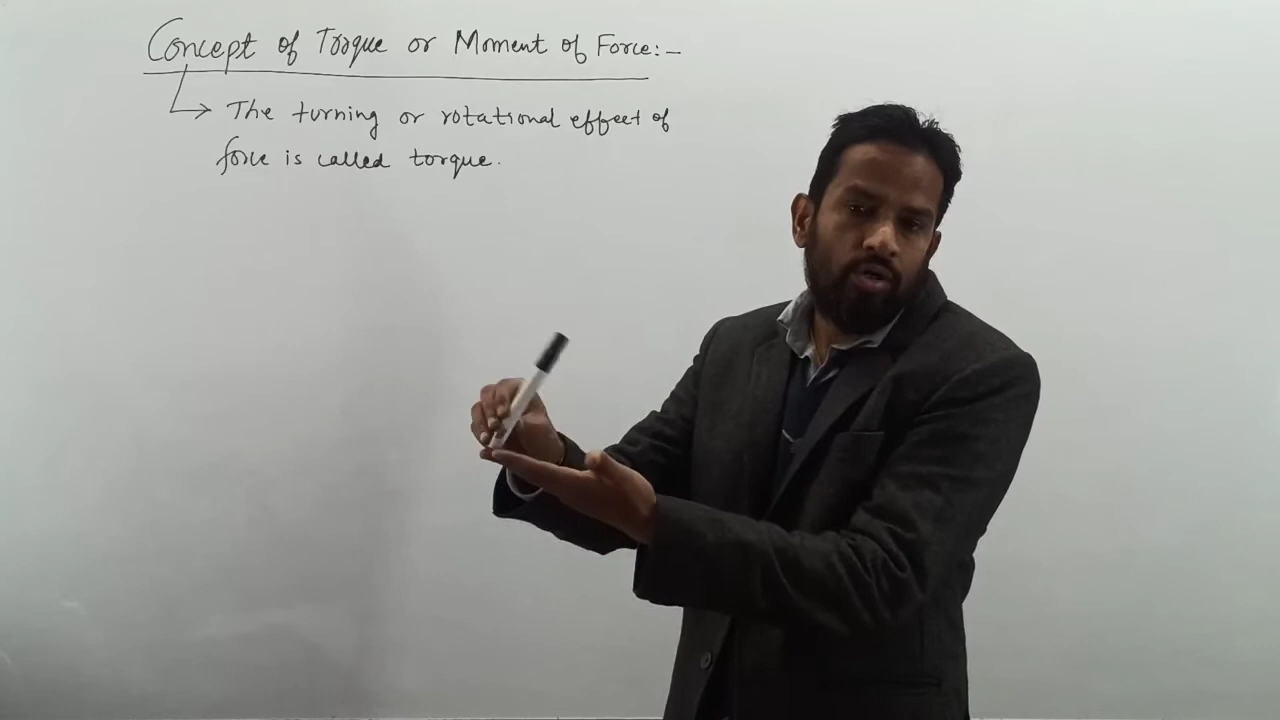 Concept of Torque or Moment of Force:-
The turning or rotational effect of
force is called torque.